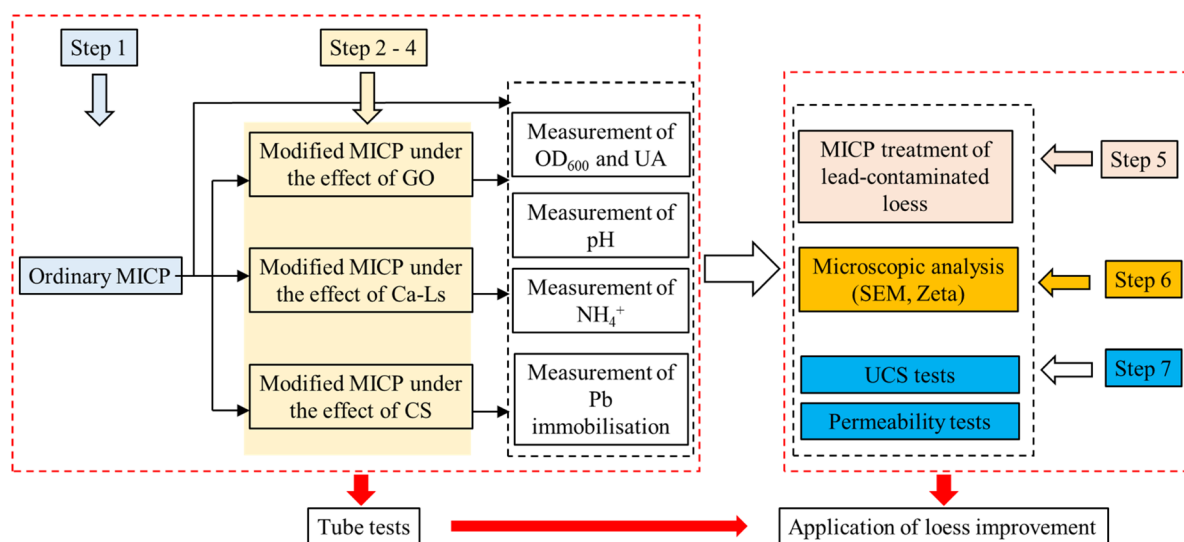 Step 1
Step 2 - 4
Ordinary MICP
Modified MICP under
the effect of GO
Modified MICP under
the effect of Ca-Ls
Modified MICP under
the effect of CS
Measurement of
OD₆₀₀ and UA
Measurement of
pH
Measurement of
NH₄⁺
Measurement of
Pb
immobilisation
MICP treatment of
lead-contaminated
loess
Step 5
Microscopic analysis
(SEM, Zeta)
Step 6
UCS tests
Step 7
Permeability tests
Tube tests
Application of loess improvement